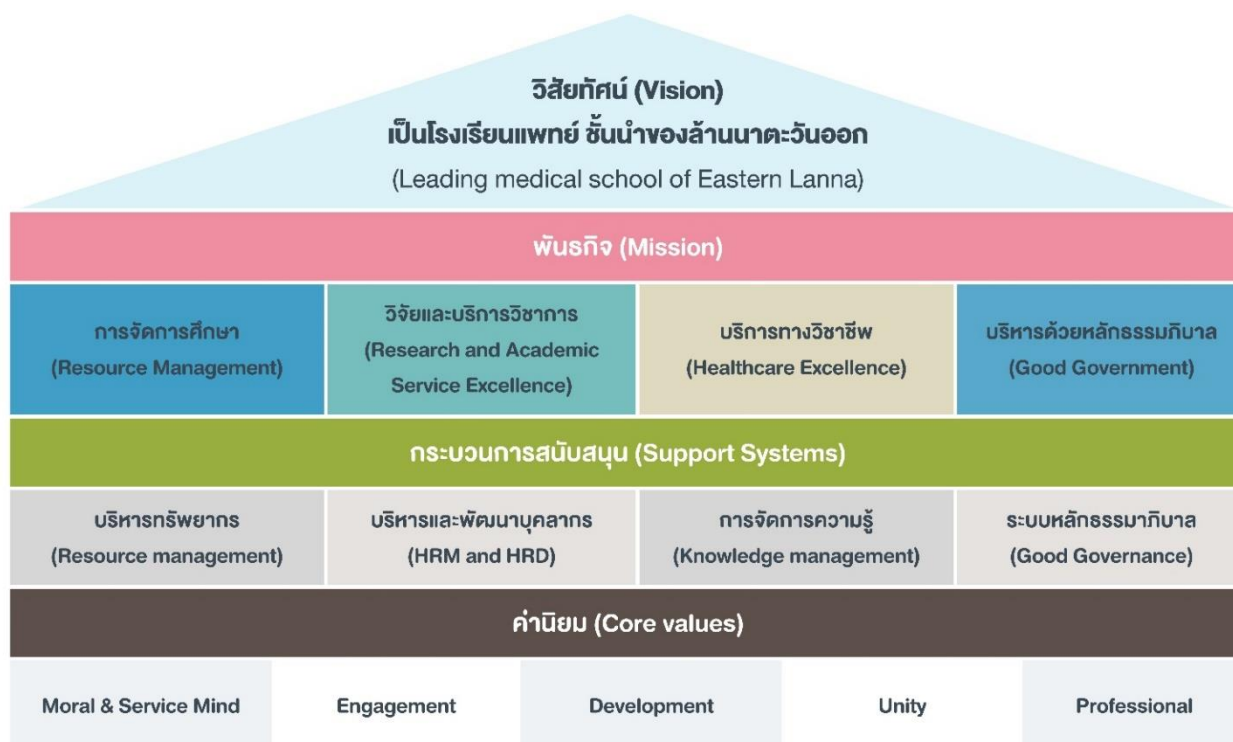 วิสัยทัศน์ (Vision)
เป็นโรงเรียนแพทย์ ชั้นนำของล้านนาตะวันออก
(Leading medical school of Eastern Lanna)
พันธกิจ (Mission)
การจัดการศึกษา
(Resource Management)
วิจัยและบริการวิชาการ
(Research and Academic
Service Excellence)
บริการทางวิชาชีพ
(Healthcare Excellence)
บริหารด้วยหลักธรรมภิบาล
(Good Government)
กระบวนการสนับสนุน (Support Systems)
บริหารทรัพยากร
(Resource management)
บริหารและพัฒนาบุคลากร
(HRM and HRD)
การจัดการความรู้
(Knowledge management)
ระบบหลักธรรมาภิบาล
(Good Governance)
ค่านิยม (Core values)
Moral & Service Mind
Engagement
Development
Unity
Professional